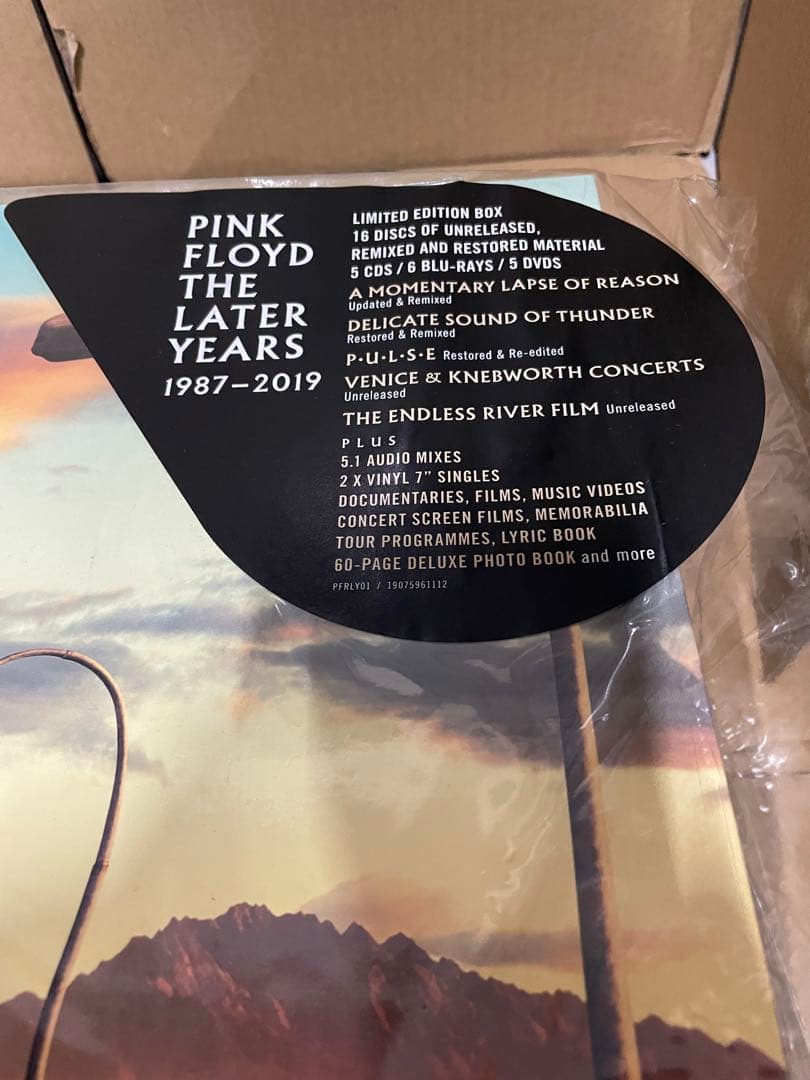 PINK
FLOYD
THE
LATER
YEARS
1987–2019
LIMITED EDITION BOX
16 DISCS OF UNRELEASED,
REMIXED AND RESTORED MATERIAL
5 CDS / 6 BLU-RAYS / 5 DVDS
A MOMENTARY LAPSE OF REASON
Updated & Remixed
DELICATE SOUND OF THUNDER
Restored & Remixed
P·U·L·S·E Restored & Re-edited
VENICE & KNEBWORTH CONCERTS
Unreleased
THE ENDLESS RIVER FILM Unreleased
PLUS
5.1 AUDIO MIXES
2 X VINYL 7” SINGLES
DOCUMENTARIES, FILMS, MUSIC VIDEOS
CONCERT SCREEN FILMS, MEMORABILIA
TOUR PROGRAMMES, LYRIC BOOK
60-PAGE DELUXE PHOTO BOOK and more
PFRLY01 / 19075961112